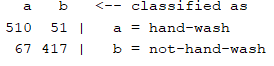 a b <-- classified as
510 51 | a = hand-wash
67 417 | b = not-hand-wash